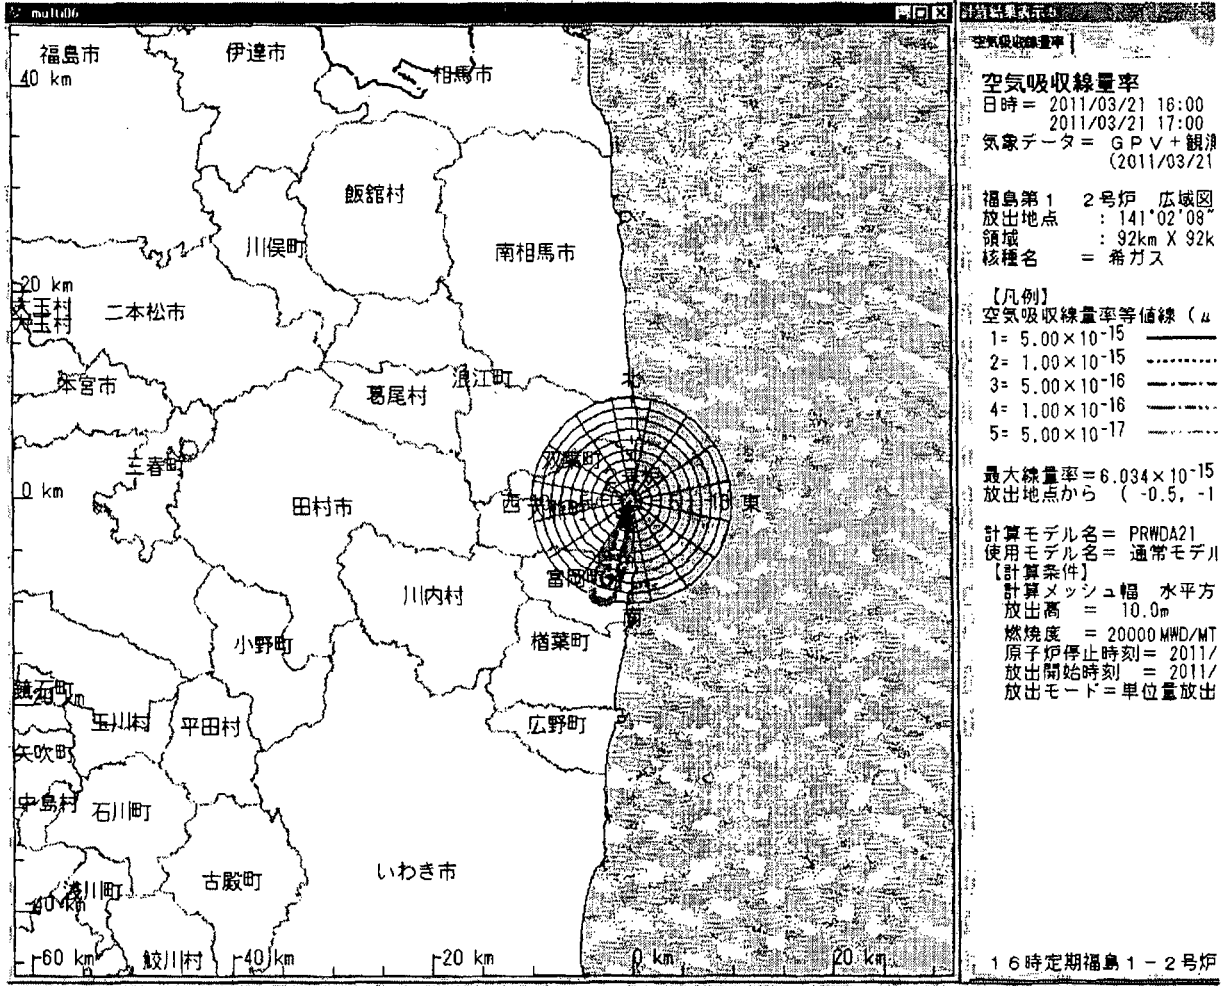 multi06
福島市
伊達市
相馬市
40 km
飯舘村
川俣町
南相馬市
20 km
大玉村
二本松市
本宮市
葛尾村
浪江町
北
三春町
双葉町
0 km
田村市
西
10
東
富岡町
川内村
南
小野町
楢葉町
鏡石町
-20 km
玉川村
平田村
広野町
矢吹町
中島村
石川町
浅川町
古殿町
いわき市
-40 km
-60 km
鮫川村
-40 km
-20 km
0 km
20 km
計算結果表示
空気吸収線量率
空気吸収線量率
日時= 2011/03/21 16:00
2011/03/21 17:00
気象データ= GPV+観測
(2011/03/21
福島第1 2号炉 広域図
放出地点 : 141°02'08"
領域 : 92km X 92k
核種名 = 希ガス
【凡例】
空気吸収線量率等値線 (μ
1= 5.00×10-15
2= 1.00×10-15
3= 5.00×10-16
4= 1.00×10-16
5= 5.00×10-17
最大線量率=6.034×10-15
放出地点から ( -0.5, -1
計算モデル名= PRWDA21
使用モデル名= 通常モデル
【計算条件】
計算メッシュ幅 水平方
放出高 = 10.0m
燃焼度 = 20000MWD/MT
原子炉停止時刻= 2011/
放出開始時刻 = 2011/
放出モード=単位量放出
16時定期福島1-2号炉